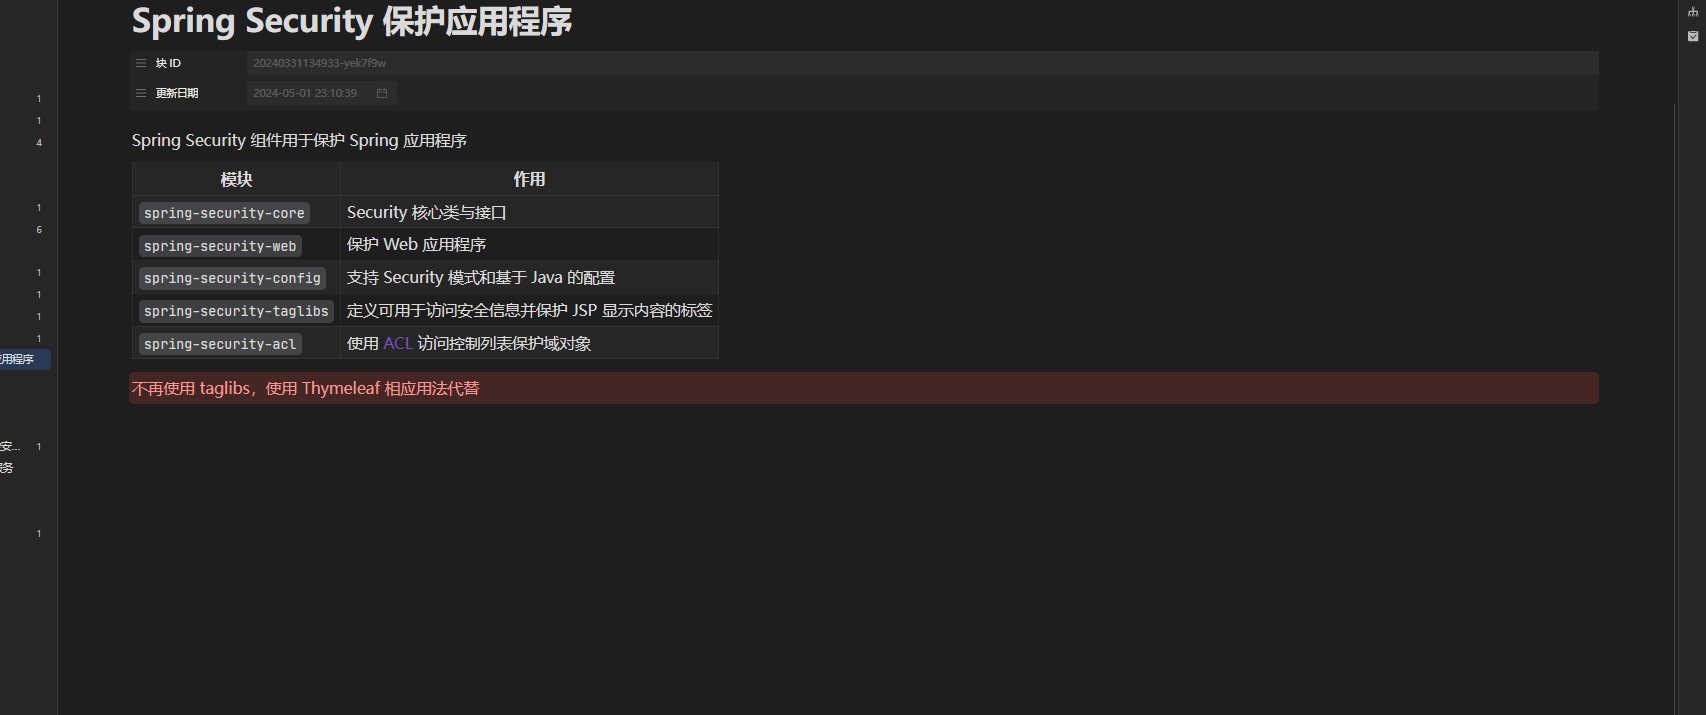 Spring Security 保护应用程序
块 ID 20240331134933-yek7f9w
更新日期 2024-05-01 23:10:39
1
1
4
Spring Security 组件用于保护 Spring 应用程序
模块 作用
1
spring-security-core Security 核心类与接口
6
spring-security-web 保护 Web 应用程序
1
spring-security-config 支持 Security 模式和基于 Java 的配置
1
1
spring-security-taglibs 定义可用于访问安全信息并保护 JSP 显示内容的标签
1
spring-security-acl 使用 ACL 访问控制列表保护域对象
用程序
不再使用 taglibs，使用 Thymeleaf 相应用法代替
安... 1
务
1